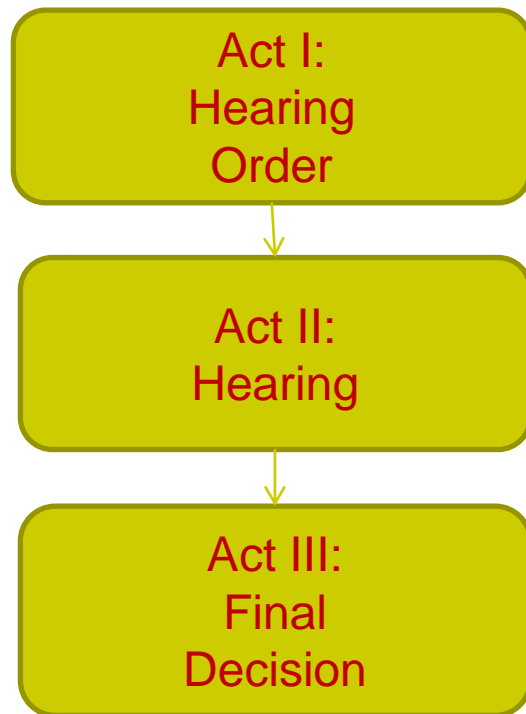 Act I:
Hearing
Order
Act II:
Hearing
Act III:
Final
Decision